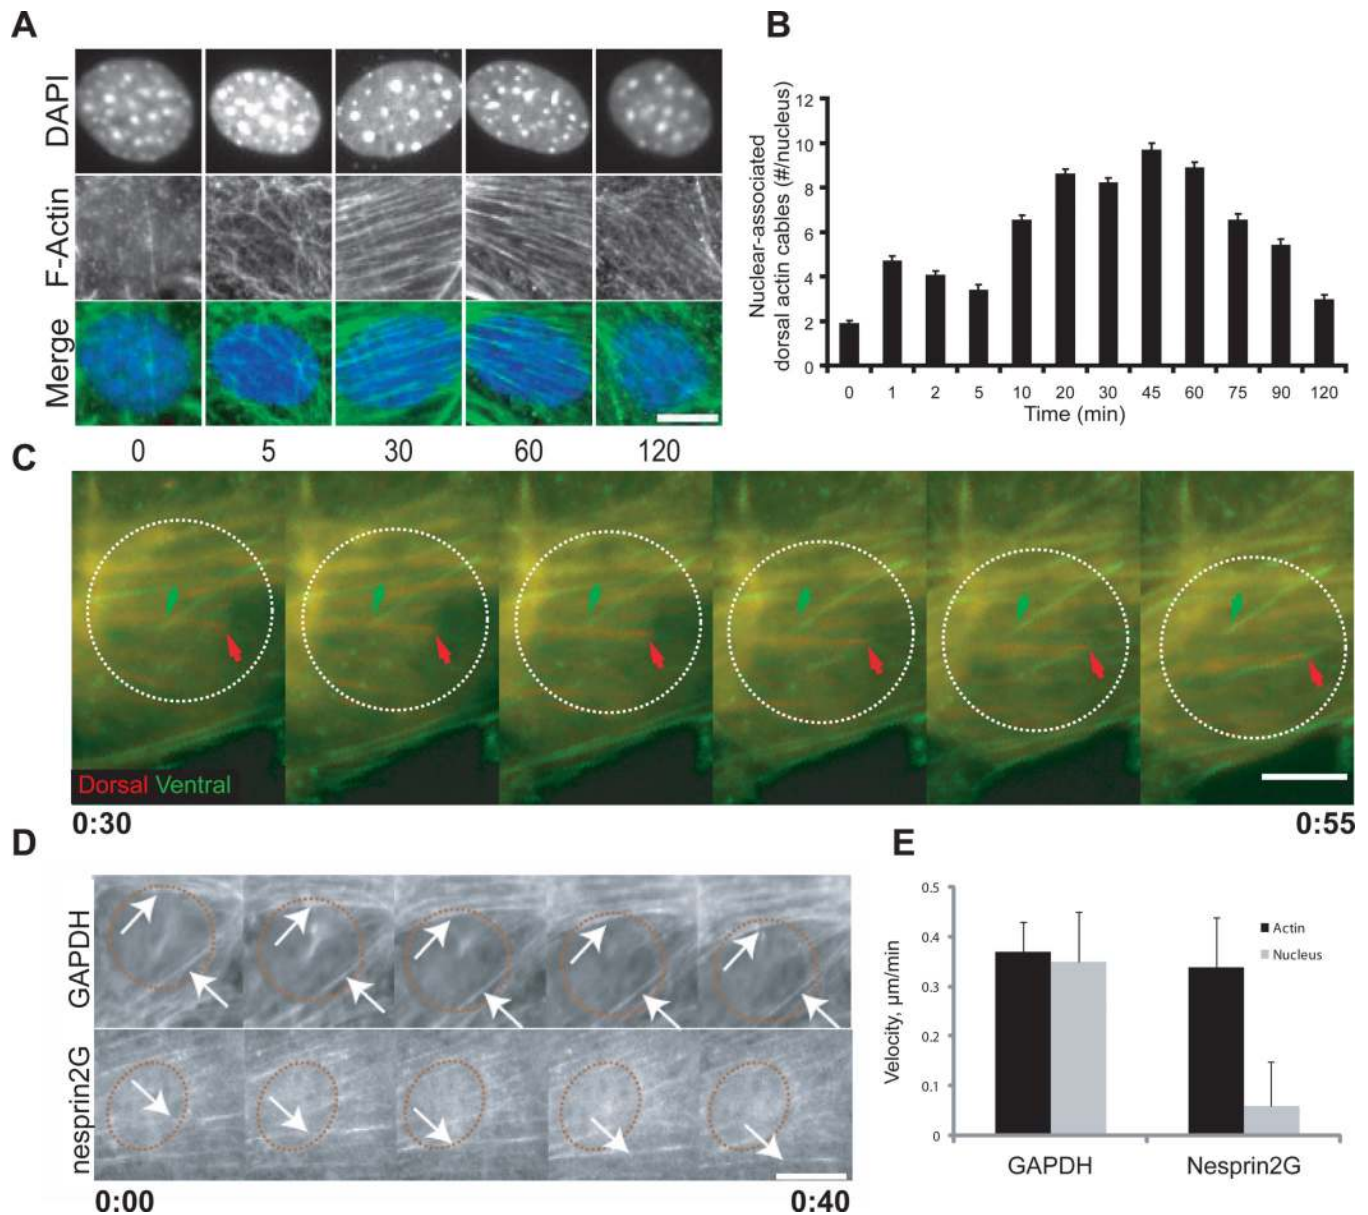 A
DAPI
F-Actin
Merge
0 5 30 60 120
B
Nuclear-associated
dorsal actin cables (#/nucleus)
12
10
8
6
4
2
0
0 1 2 5 10 20 30 45 60 75 90 120
Time (min)
C
Dorsal Ventral
0:30 0:55
D
GAPDH
nesprin2G
0:00 0:40
E
Velocity, µm/min
0.5
0.4
0.3
0.2
0.1
0
Actin
Nucleus
GAPDH Nesprin2G